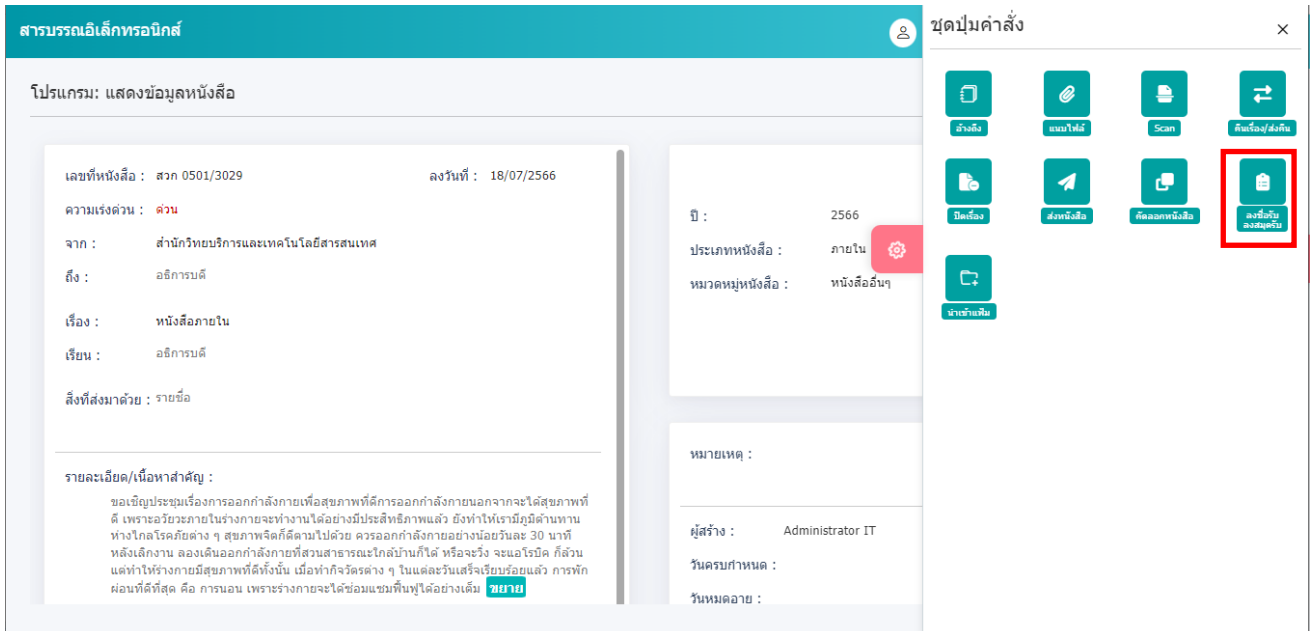 สารบรรณอิเล็กทรอนิกส์
ชุดปุ่มคำสั่ง
โปรแกรม: แสดงข้อมูลหนังสือ
อ้างถึง
แนบไฟล์
Scan
คืนเรื่อง/ส่งคืน
ปิดเรื่อง
ส่งหนังสือ
คัดลอกหนังสือ
ลงชื่อรับ
ลงสมุดรับ
นำเข้าแฟ้ม
เลขที่หนังสือ : สวก 0501/3029 ลงวันที่ : 18/07/2566
ความเร่งด่วน : ด่วน
จาก : สำนักวิทยบริการและเทคโนโลยีสารสนเทศ
ถึง : อธิการบดี
เรื่อง : หนังสือภายใน
เรียน : อธิการบดี
สิ่งที่ส่งมาด้วย : รายชื่อ
รายละเอียด/เนื้อหาสำคัญ :
ขอเชิญประชุมเรื่องการออกกำลังกายเพื่อสุขภาพที่ดีการออกกำลังกายนอกจากจะได้สุขภาพที่
ดี เพราะอวัยวะภายในร่างกายจะทำงานได้อย่างมีประสิทธิภาพแล้ว ยังทำให้เรามีภูมิต้านทาน
ห่างไกลโรคภัยต่าง ๆ สุขภาพจิตก็ดีตามไปด้วย ควรออกกำลังกายอย่างน้อยวันละ 30 นาที
หลังเลิกงาน ลองเดินออกกำลังกายที่สวนสาธารณะใกล้บ้านก็ได้ หรือจะวิ่ง จะแอโรบิค ก็ล้วน
แต่ทำให้ร่างกายมีสุขภาพที่ดีทั้งนั้น เมื่อทำกิจวัตรต่าง ๆ ในแต่ละวันเสร็จเรียบร้อยแล้ว การพัก
ผ่อนที่ดีที่สุด คือ การนอน เพราะร่างกายจะได้ซ่อมแซมฟื้นฟูได้อย่างเต็ม ขยาย
ปี : 2566
ประเภทหนังสือ : ภายใน
หมวดหมู่หนังสือ : หนังสืออื่นๆ
หมายเหตุ :
ผู้สร้าง : Administrator IT
วันครบกำหนด :
วันหมดอายุ :